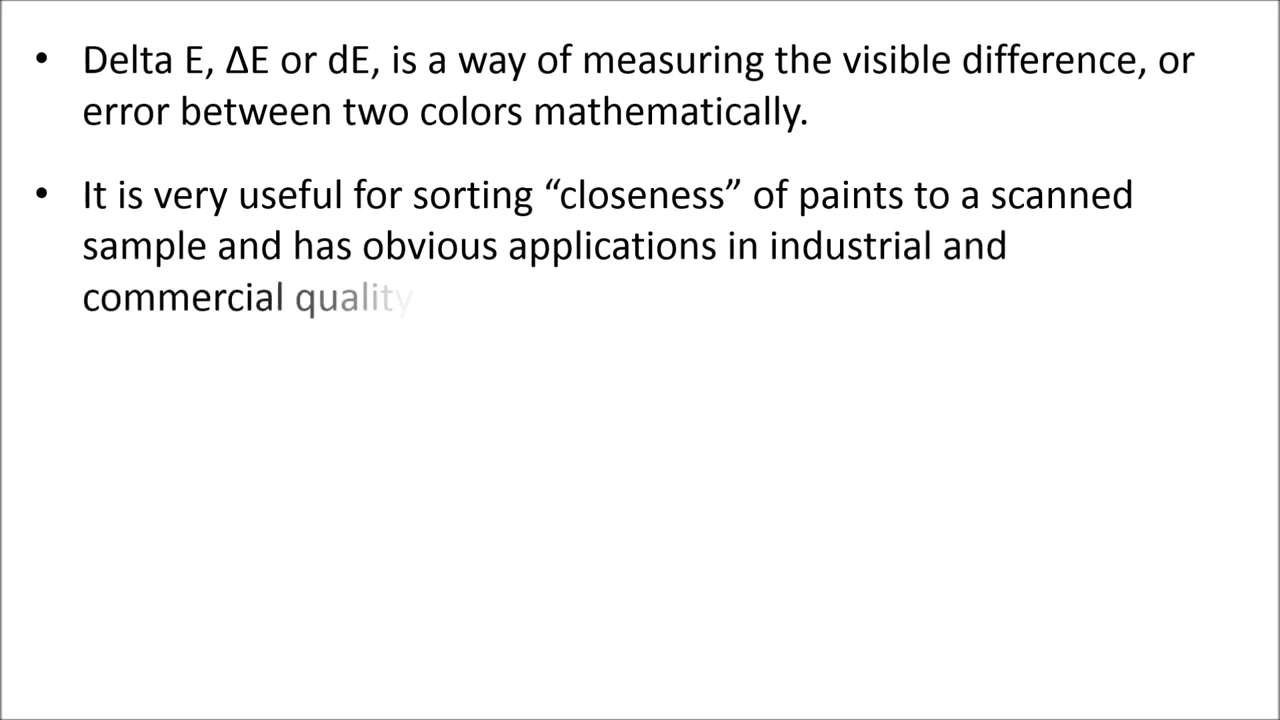 • Delta E, ΔE or dE, is a way of measuring the visible difference, or
error between two colors mathematically.
• It is very useful for sorting “closeness” of paints to a scanned
sample and has obvious applications in industrial and
commercial quality